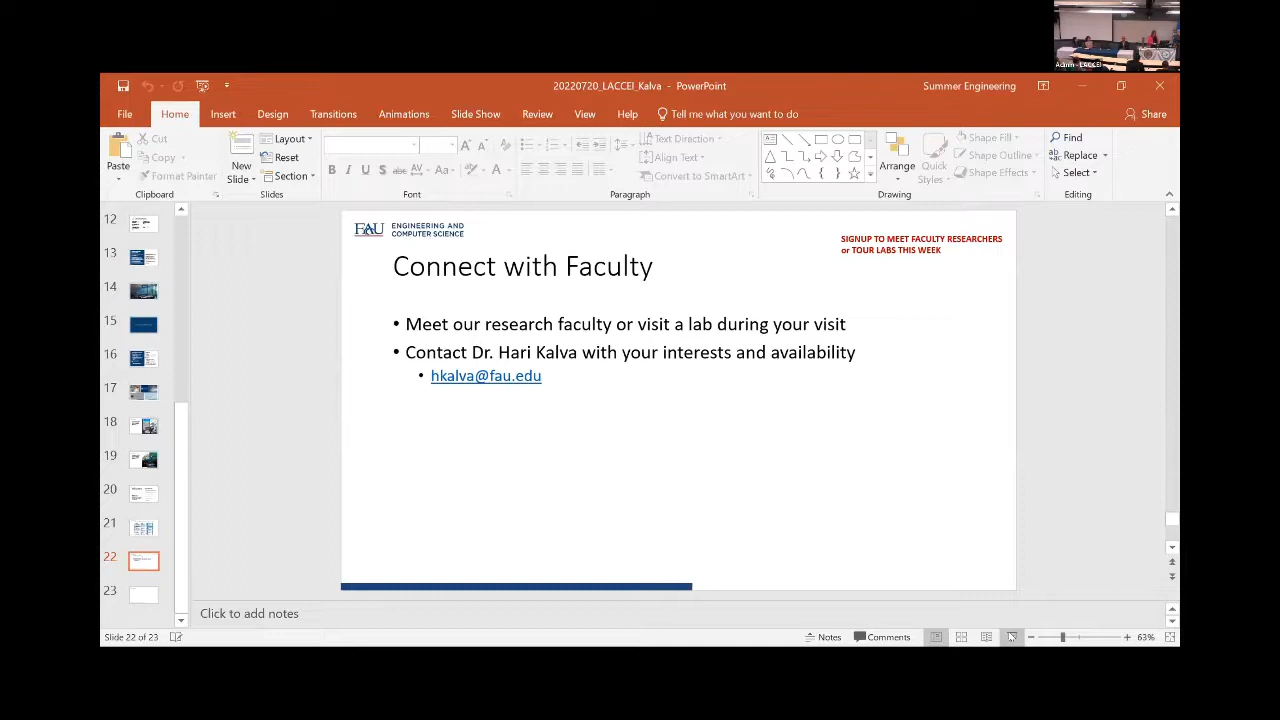 Admin - LACCEI
20220720_LACCEI_Kalva - PowerPoint
Summer Engineering
File
Home
Insert
Design
Transitions
Animations
Slide Show
Review
View
Help
Tell me what you want to do
Share
Paste
Cut
Copy
Format Painter
Clipboard
New
Slide
Layout
Reset
Section
Slides
B I U S abc AV Aa A
Font
Text Direction
Align Text
Convert to SmartArt
Paragraph
Arrange
Quick
Styles
Shape Fill
Shape Outline
Shape Effects
Drawing
Find
Replace
Select
Editing
12
13
14
15
16
17
18
19
20
21
22
23
FAU ENGINEERING AND
COMPUTER SCIENCE
SIGNUP TO MEET FACULTY RESEARCHERS
or TOUR LABS THIS WEEK
Connect with Faculty
• Meet our research faculty or visit a lab during your visit
• Contact Dr. Hari Kalva with your interests and availability
• hkalva@fau.edu
Click to add notes
Slide 22 of 23
Notes
Comments
63%